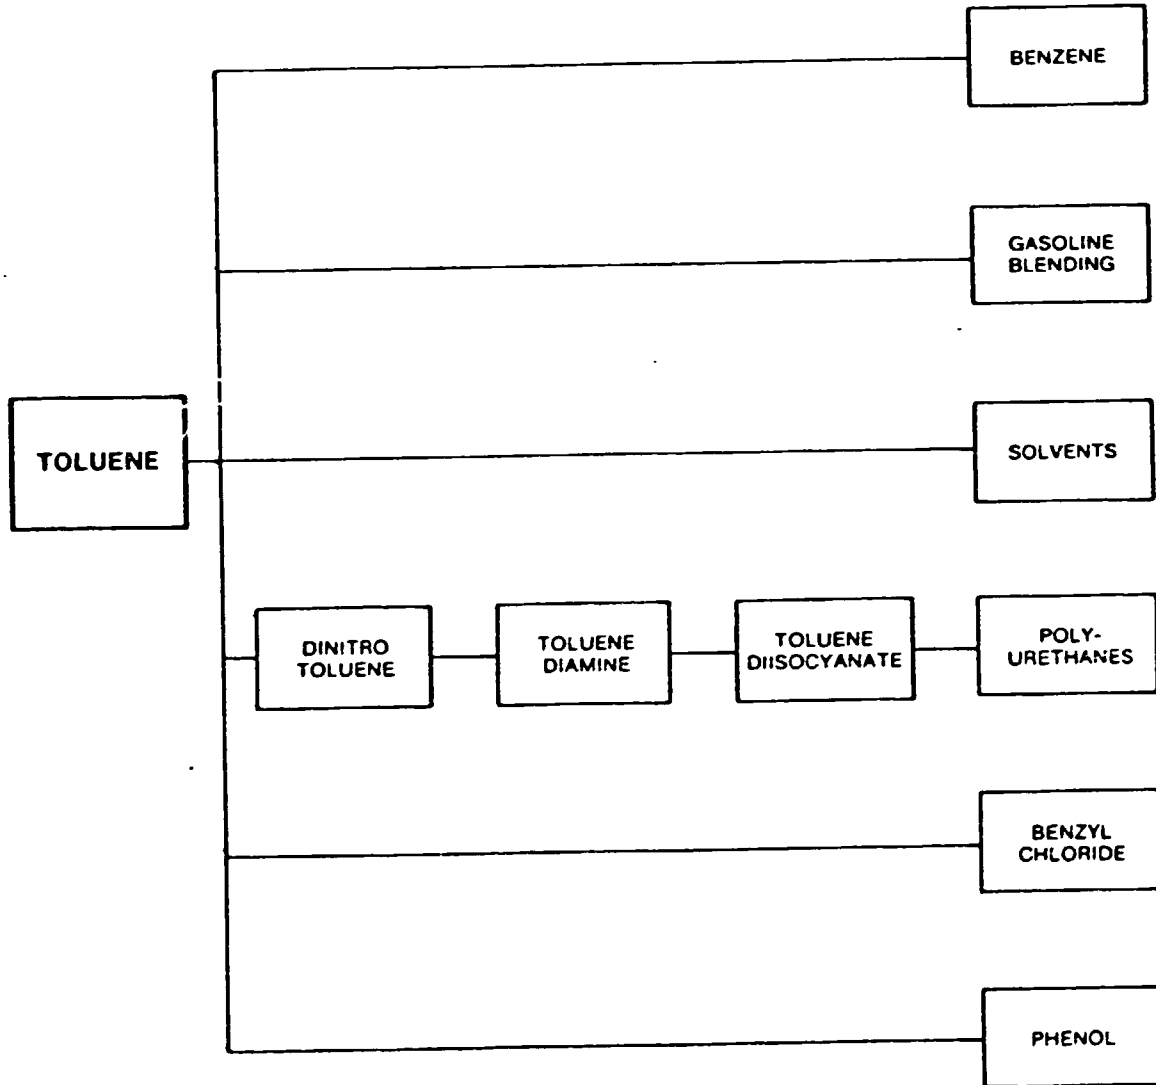 BENZENE
GASOLINE
BLENDING
TOLUENE
SOLVENTS
DINITRO
TOLUENE
TOLUENE
DIAMINE
TOLUENE
DIISOCYANATE
POLY-
URETHANES
BENZYL
CHLORIDE
PHENOL